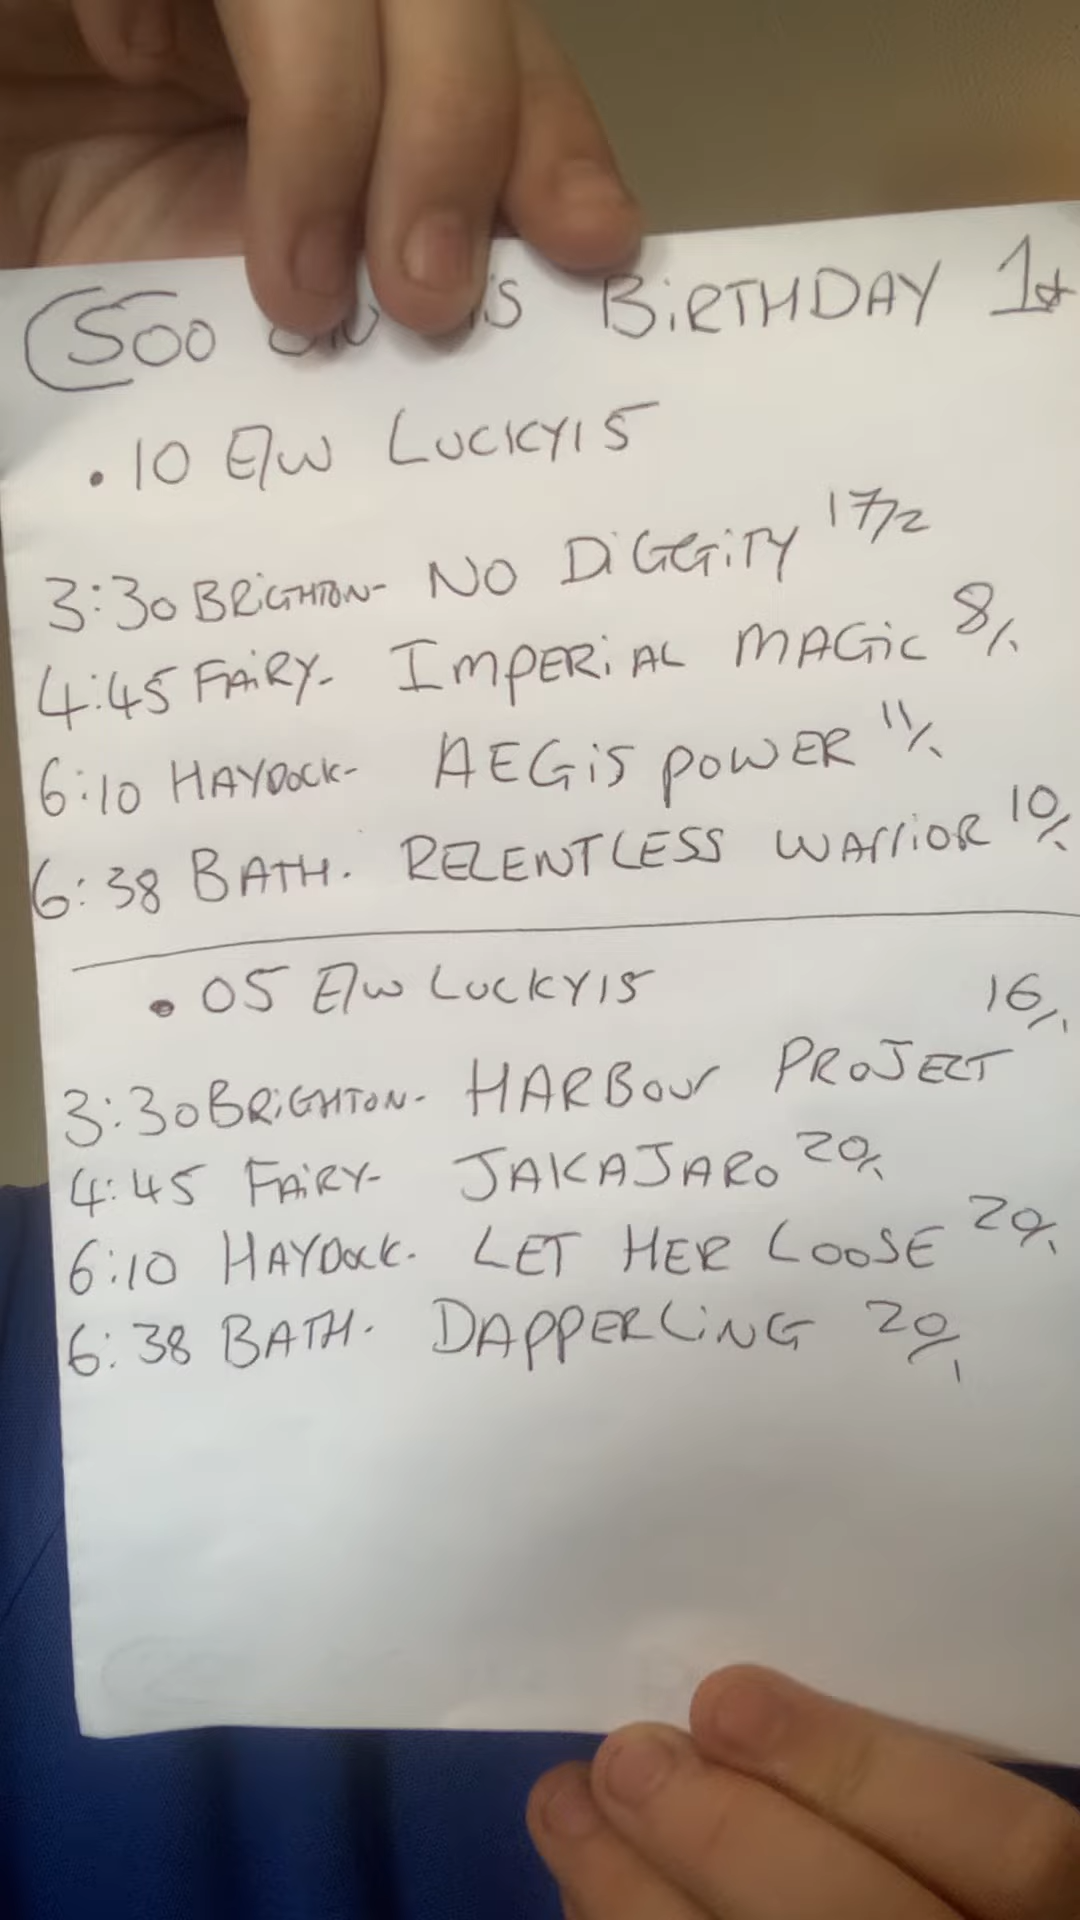 500 is BiRTHDAY 1st
.10 E/W LUCKY15
3:30 BRiGHTON- NO DiGGiTY 17/2
4:45 FAiRY- IMPERiAL MAGiC 8/1
6:10 HAYDOCK- AEGiS POWER 11/1
6:38 BATH. RELENTLESS WARRiOR 10/1
.05 E/W LUCKY15
3:30 BRiGHTON- HARBOUR PROJECT 16/1
4:45 FAiRY- JAKAJARO 20/1
6:10 HAYDOCK. LET HER LOOSE 20/1
6:38 BATH. DAPPERLiNG 20/1